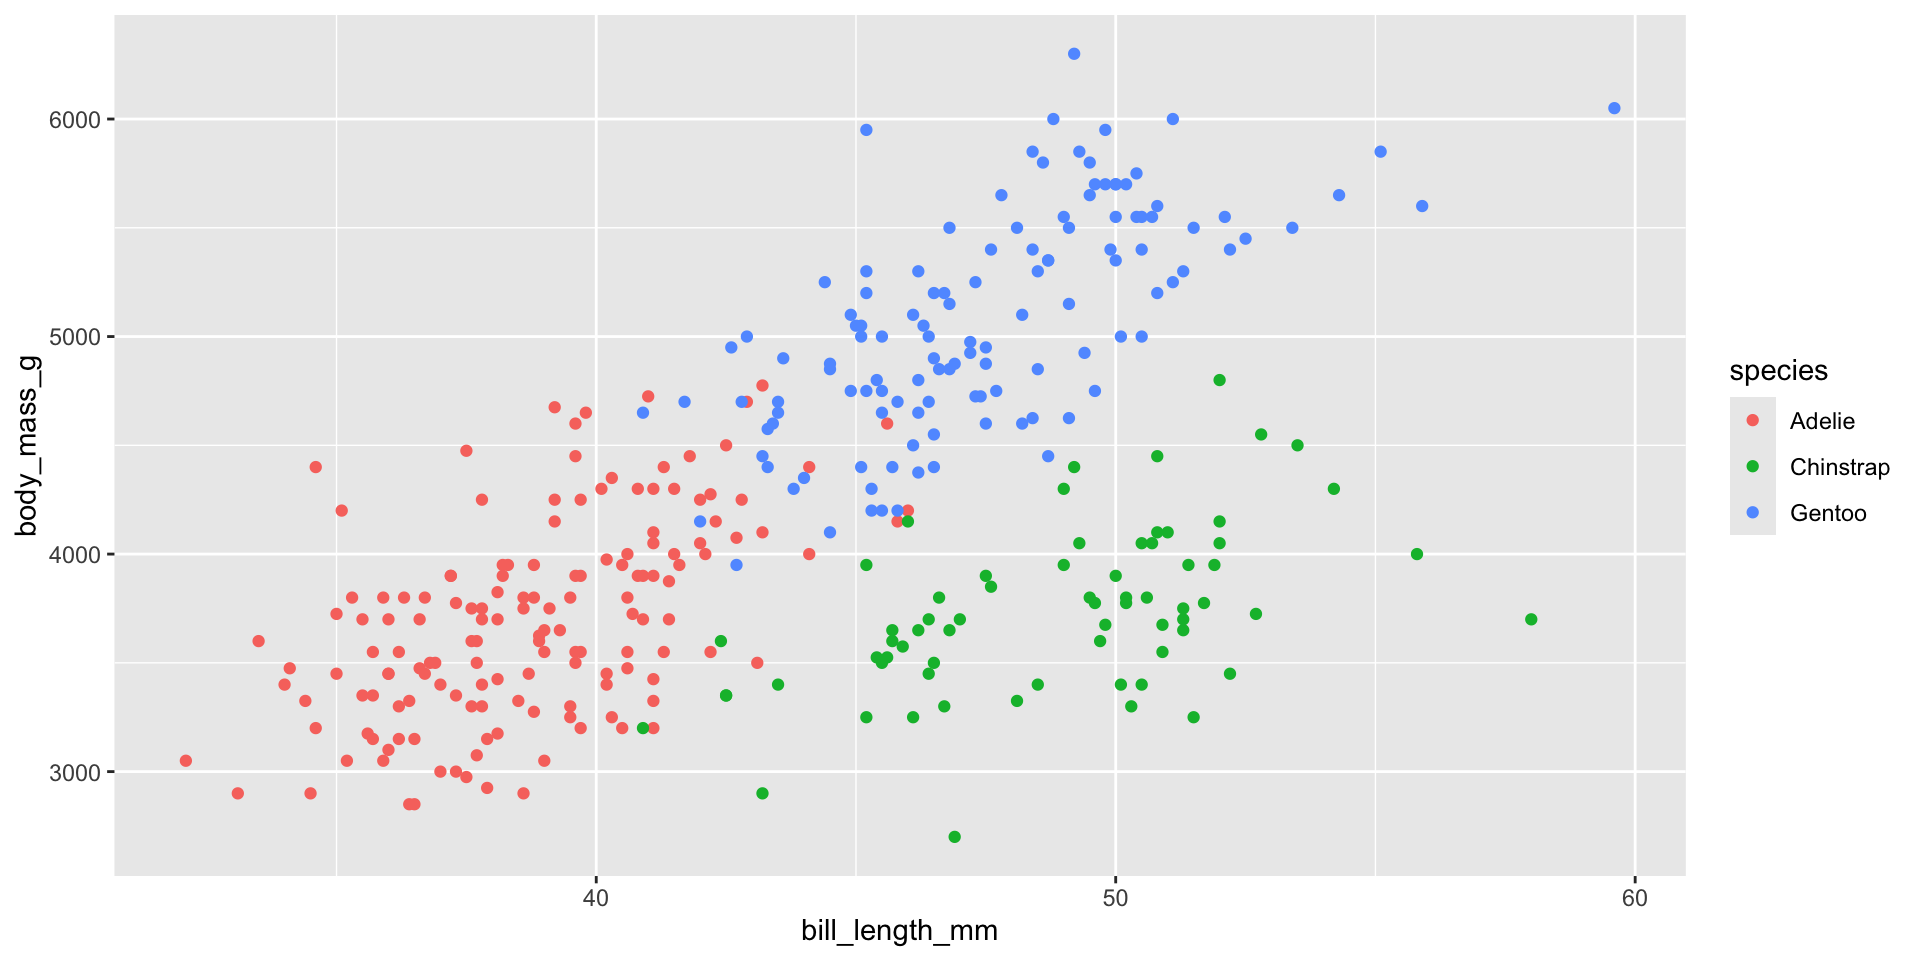 6000
5000
4000
3000
body_mass_g
40
50
60
bill_length_mm
species
Adelie
Chinstrap
Gentoo